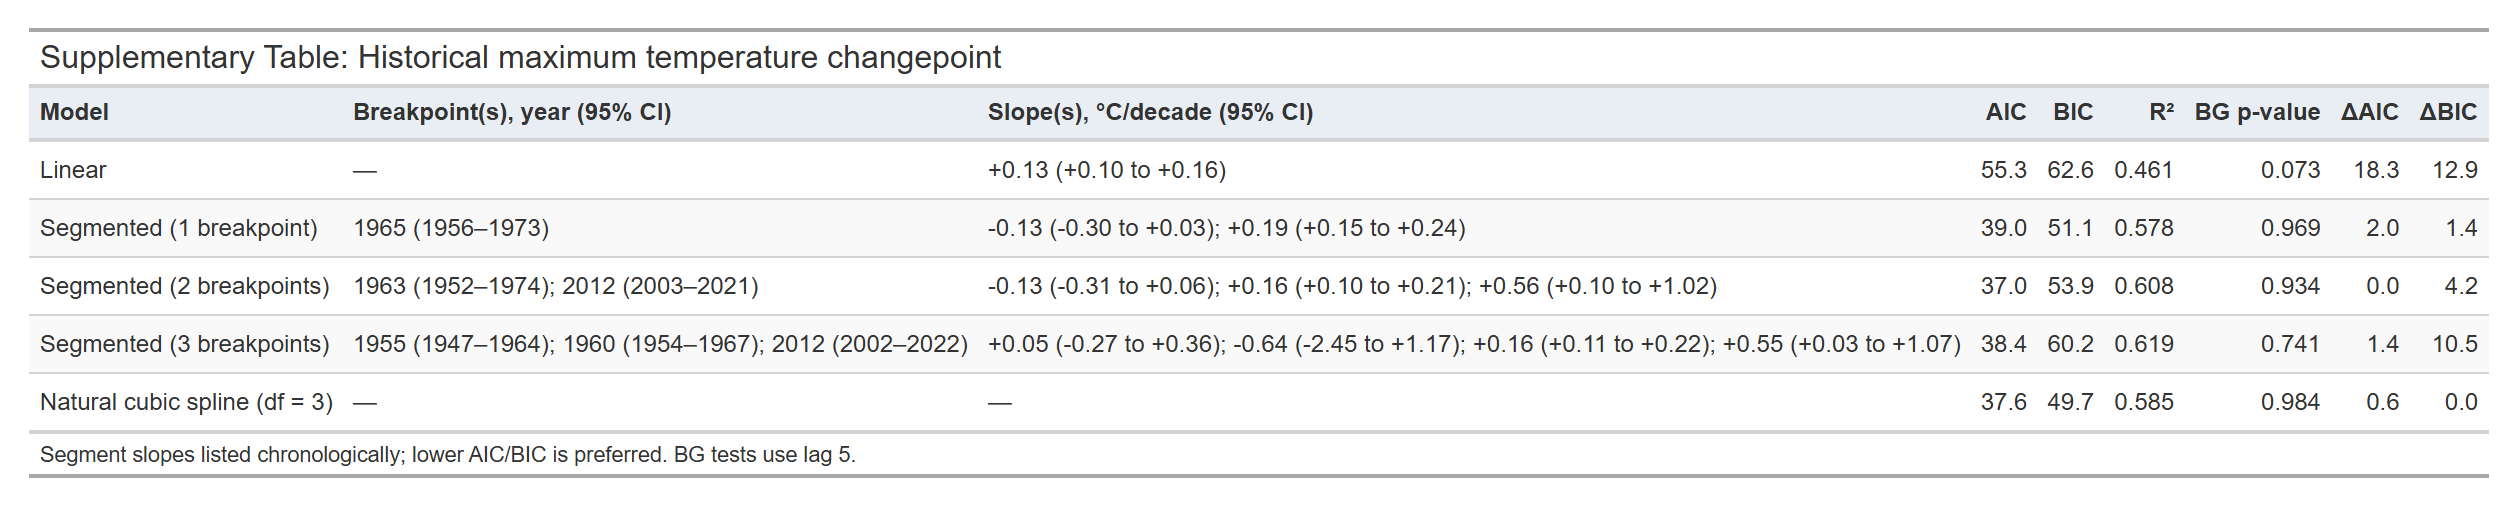 Supplementary Table: Historical maximum temperature changepoint
Model Breakpoint(s), year (95% CI) Slope(s), °C/decade (95% CI) AIC BIC R² BG p-value ΔAIC ΔBIC
Linear — +0.13 (+0.10 to +0.16) 55.3 62.6 0.461 0.073 18.3 12.9
Segmented (1 breakpoint) 1965 (1956–1973) -0.13 (-0.30 to +0.03); +0.19 (+0.15 to +0.24) 39.0 51.1 0.578 0.969 2.0 1.4
Segmented (2 breakpoints) 1963 (1952–1974); 2012 (2003–2021) -0.13 (-0.31 to +0.06); +0.16 (+0.10 to +0.21); +0.56 (+0.10 to +1.02) 37.0 53.9 0.608 0.934 0.0 4.2
Segmented (3 breakpoints) 1955 (1947–1964); 1960 (1954–1967); 2012 (2002–2022) +0.05 (-0.27 to +0.36); -0.64 (-2.45 to +1.17); +0.16 (+0.11 to +0.22); +0.55 (+0.03 to +1.07) 38.4 60.2 0.619 0.741 1.4 10.5
Natural cubic spline (df = 3) — — 37.6 49.7 0.585 0.984 0.6 0.0
Segment slopes listed chronologically; lower AIC/BIC is preferred. BG tests use lag 5.